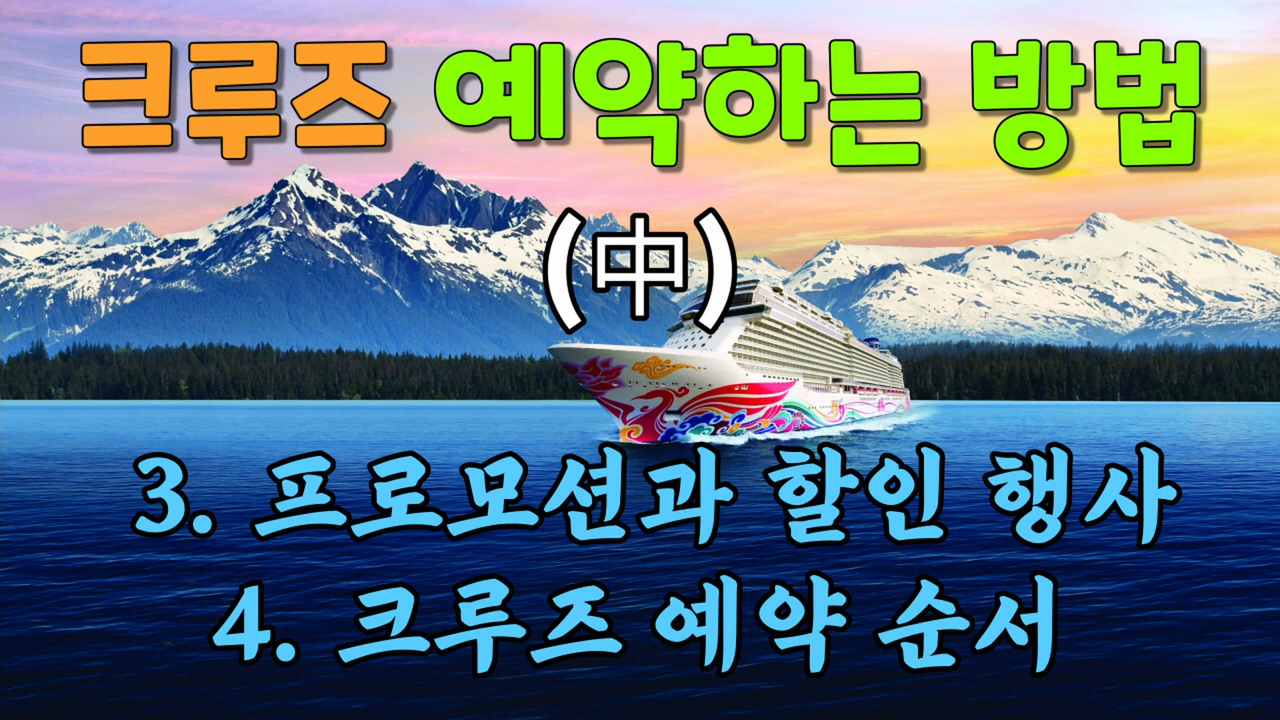 크루즈 예약하는 방법
(中)
3. 프로모션과 할인 행사
4. 크루즈 예약 순서